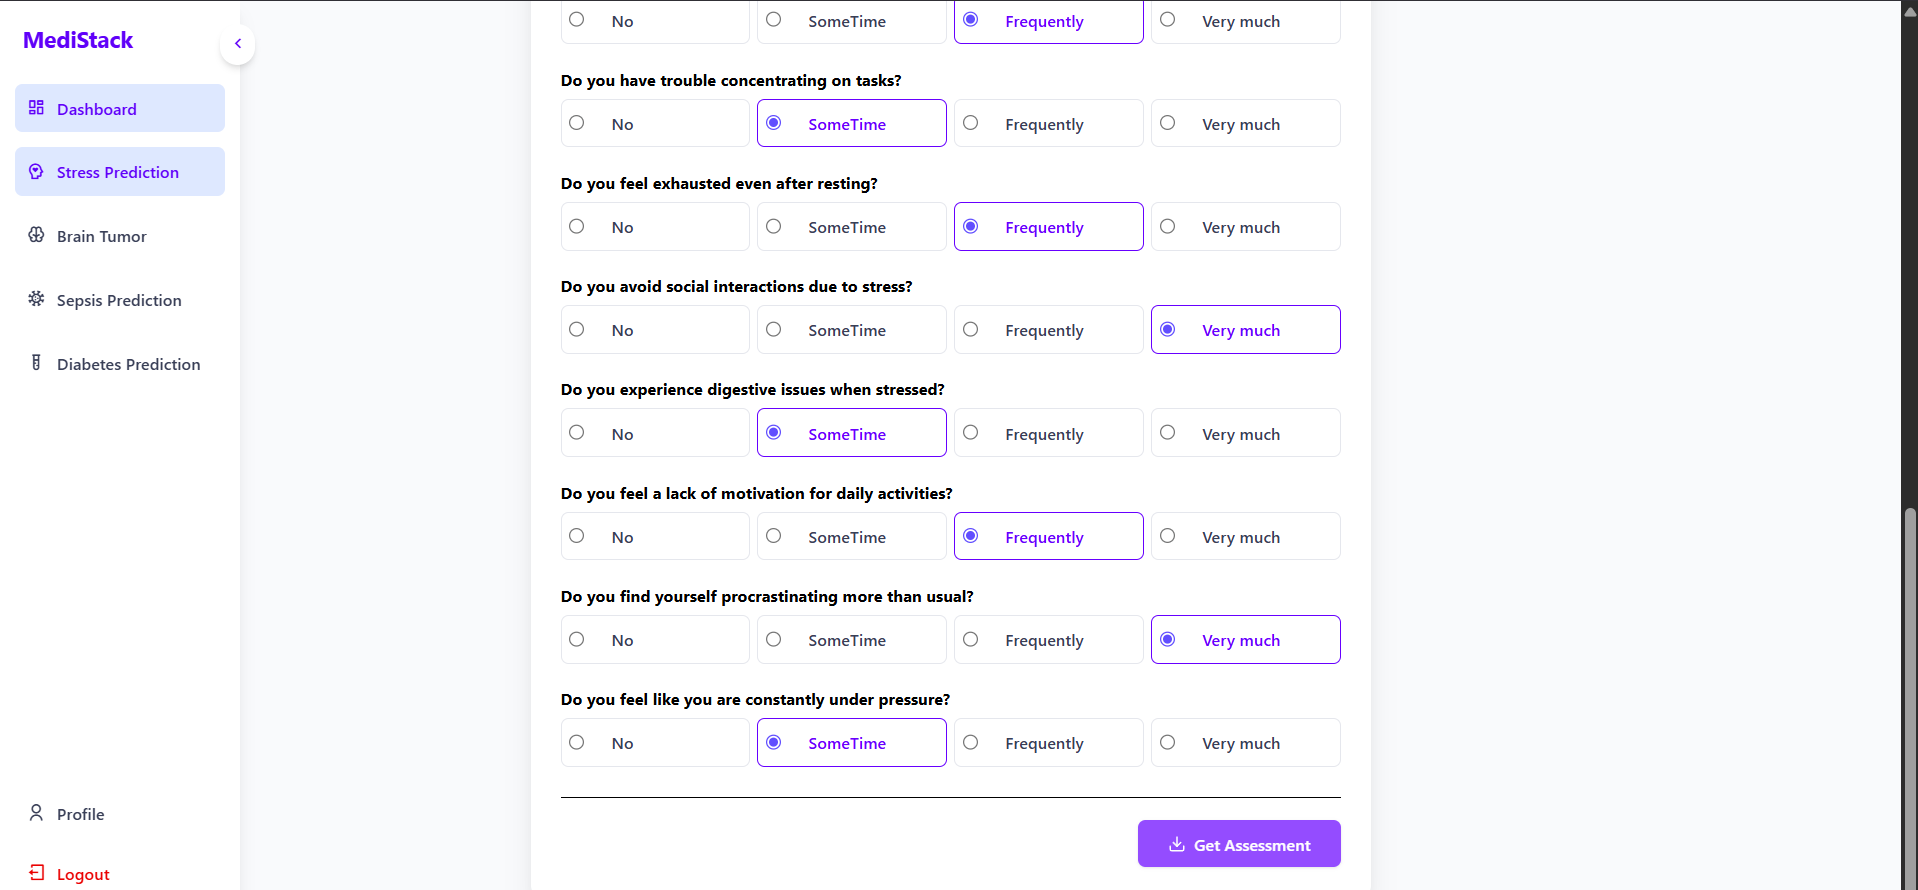 MediStack
Dashboard
Stress Prediction
Brain Tumor
Sepsis Prediction
Diabetes Prediction
Profile
Logout
No SomeTime Frequently Very much
Do you have trouble concentrating on tasks?
No SomeTime Frequently Very much
Do you feel exhausted even after resting?
No SomeTime Frequently Very much
Do you avoid social interactions due to stress?
No SomeTime Frequently Very much
Do you experience digestive issues when stressed?
No SomeTime Frequently Very much
Do you feel a lack of motivation for daily activities?
No SomeTime Frequently Very much
Do you find yourself procrastinating more than usual?
No SomeTime Frequently Very much
Do you feel like you are constantly under pressure?
No SomeTime Frequently Very much
Get Assessment